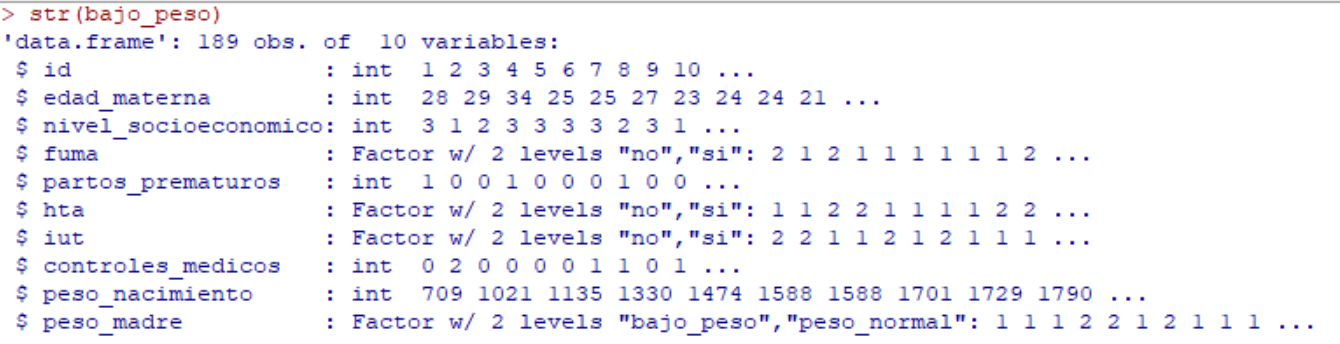 > str(bajo_peso)
'data.frame': 189 obs. of  10 variables:
 $ id                  : int  1 2 3 4 5 6 7 8 9 10 ...
 $ edad_materna        : int  28 29 34 25 25 27 23 24 24 21 ...
 $ nivel_socioeconomico: int  3 1 2 3 3 3 3 2 3 1 ...
 $ fuma                : Factor w/ 2 levels "no","si": 2 1 2 1 1 1 1 1 1 2 ...
 $ partos_prematuros   : int  1 0 0 1 0 0 0 1 0 0 ...
 $ hta                 : Factor w/ 2 levels "no","si": 1 1 2 2 1 1 1 1 2 2 ...
 $ iut                 : Factor w/ 2 levels "no","si": 2 2 1 1 2 1 2 1 1 1 ...
 $ controles_medicos   : int  0 2 0 0 0 0 1 1 0 1 ...
 $ peso_nacimiento     : int  709 1021 1135 1330 1474 1588 1588 1701 1729 1790 ...
 $ peso_madre          : Factor w/ 2 levels "bajo_peso","peso_normal": 1 1 1 2 2 1 2 1 1 1 ...